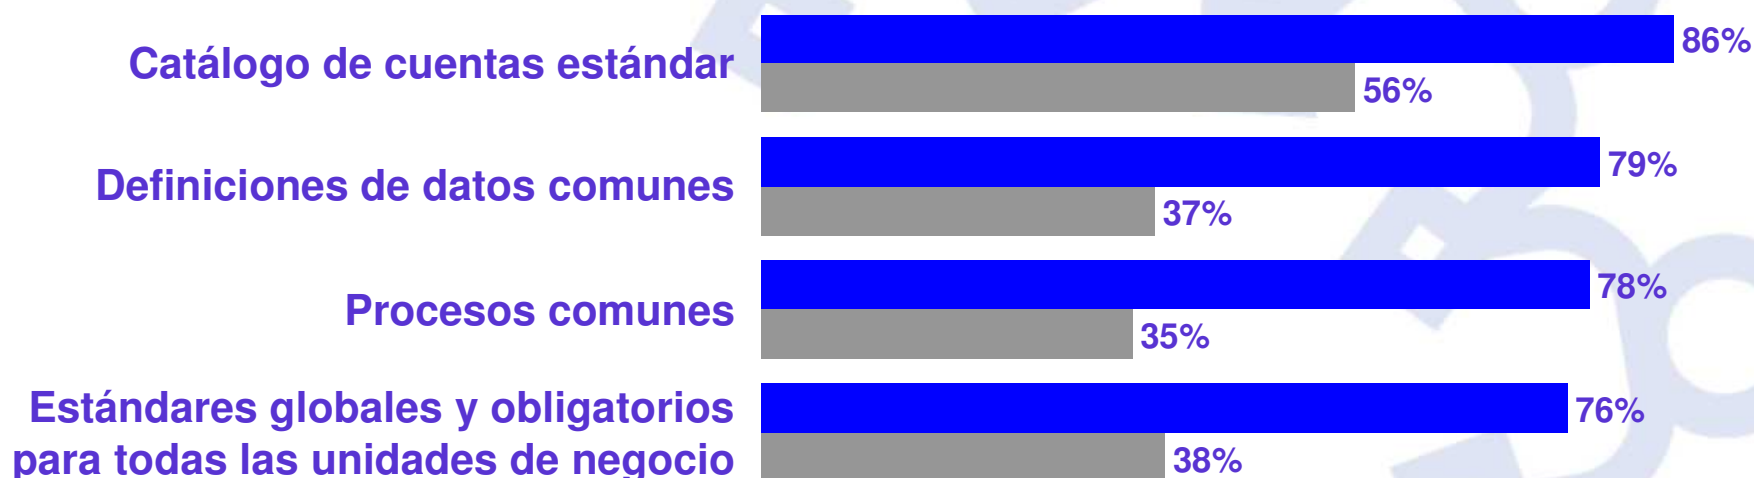 Catálogo de cuentas estándar
86%
56%
Definiciones de datos comunes
79%
37%
Procesos comunes
78%
35%
Estándares globales y obligatorios
para todas las unidades de negocio
76%
38%